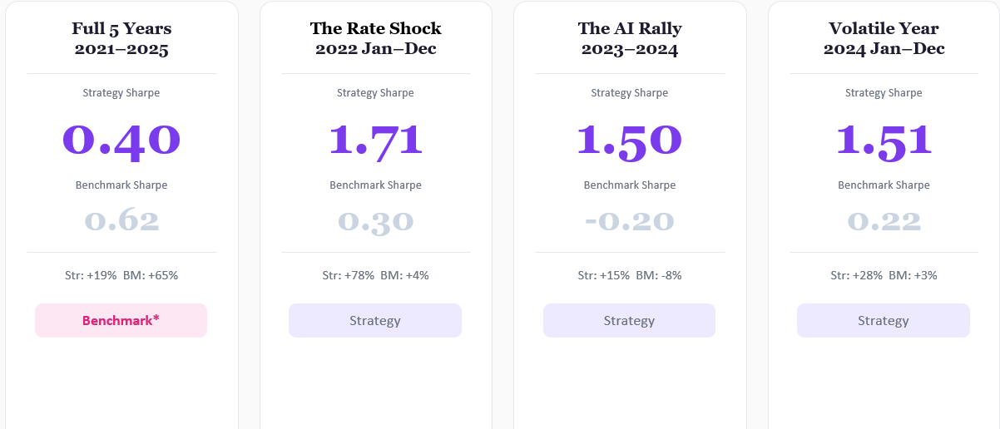 Full 5 Years
2021–2025
Strategy Sharpe
0.40
Benchmark Sharpe
0.62
Str: +19%  BM: +65%
Benchmark*
The Rate Shock
2022 Jan–Dec
Strategy Sharpe
1.71
Benchmark Sharpe
0.30
Str: +78%  BM: +4%
Strategy
The AI Rally
2023–2024
Strategy Sharpe
1.50
Benchmark Sharpe
-0.20
Str: +15%  BM: -8%
Strategy
Volatile Year
2024 Jan–Dec
Strategy Sharpe
1.51
Benchmark Sharpe
0.22
Str: +28%  BM: +3%
Strategy